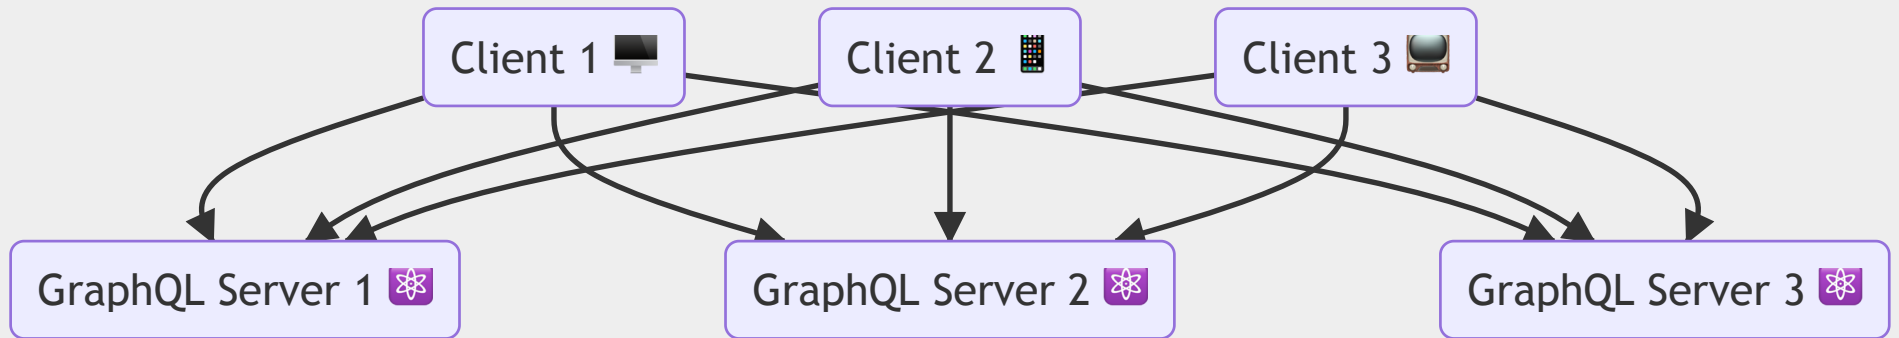 Client 1 🖥️
Client 2 📱
Client 3 📺
GraphQL Server 1 ⚛️
GraphQL Server 2 ⚛️
GraphQL Server 3 ⚛️